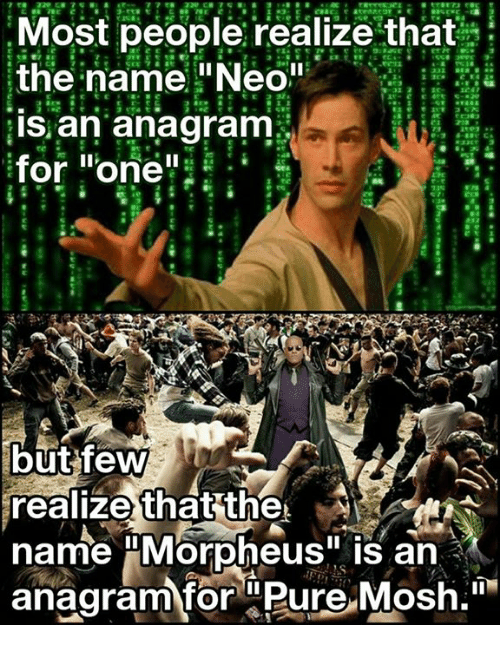 Most people realize that
the name "Neo"
is an anagram
for "one"
but few
realize that the
name "Morpheus" is an
anagram for "Pure Mosh."